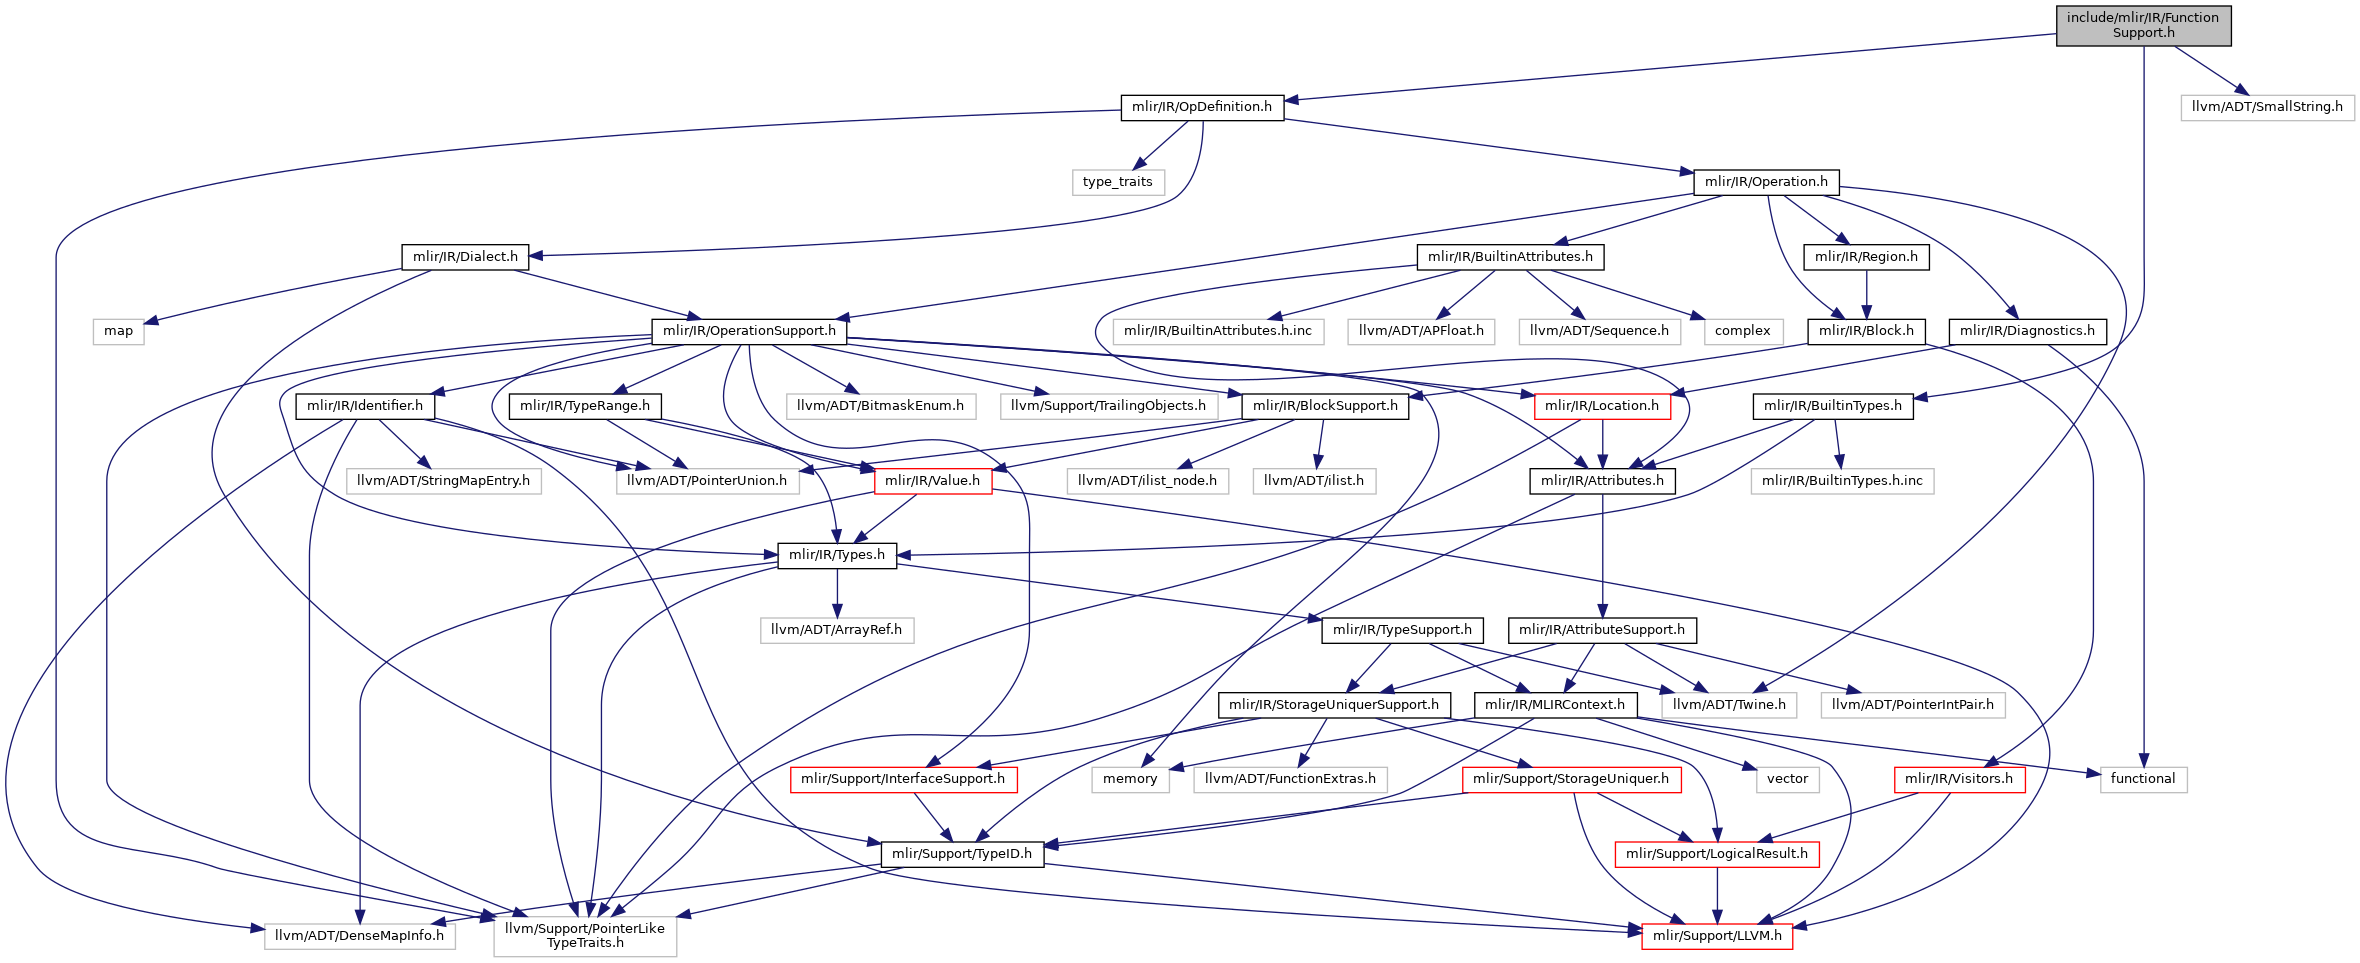 include/mlir/IR/Function
Support.h
mlir/IR/OpDefinition.h
llvm/ADT/SmallString.h
type_traits
mlir/IR/Operation.h
mlir/IR/Dialect.h
mlir/IR/BuiltinAttributes.h
mlir/IR/Region.h
map
mlir/IR/OperationSupport.h
mlir/IR/BuiltinAttributes.h.inc
llvm/ADT/APFloat.h
llvm/ADT/Sequence.h
complex
mlir/IR/Block.h
mlir/IR/Diagnostics.h
mlir/IR/Identifier.h
mlir/IR/TypeRange.h
llvm/ADT/BitmaskEnum.h
llvm/Support/TrailingObjects.h
mlir/IR/BlockSupport.h
mlir/IR/Location.h
mlir/IR/BuiltinTypes.h
llvm/ADT/StringMapEntry.h
llvm/ADT/PointerUnion.h
mlir/IR/Value.h
llvm/ADT/ilist_node.h
llvm/ADT/ilist.h
mlir/IR/Attributes.h
mlir/IR/BuiltinTypes.h.inc
mlir/IR/Types.h
llvm/ADT/ArrayRef.h
mlir/IR/TypeSupport.h
mlir/IR/AttributeSupport.h
mlir/IR/StorageUniquerSupport.h
mlir/IR/MLIRContext.h
llvm/ADT/Twine.h
llvm/ADT/PointerIntPair.h
mlir/Support/InterfaceSupport.h
memory
llvm/ADT/FunctionExtras.h
mlir/Support/StorageUniquer.h
vector
mlir/IR/Visitors.h
functional
mlir/Support/TypeID.h
mlir/Support/LogicalResult.h
llvm/ADT/DenseMapInfo.h
llvm/Support/PointerLike
TypeTraits.h
mlir/Support/LLVM.h